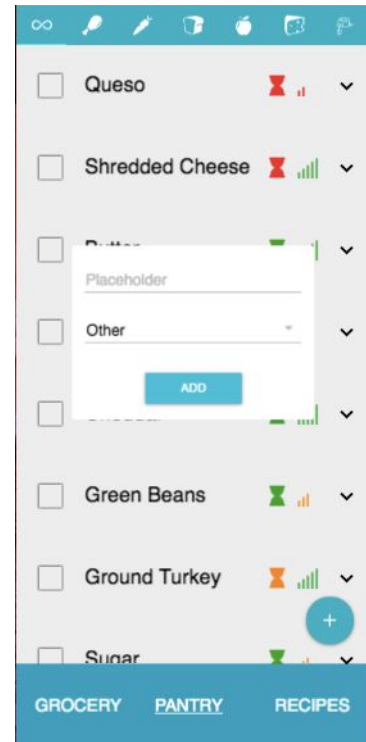 Queso
Shredded Cheese
Placeholder
Other
ADD
Green Beans
Ground Turkey
+
Sugar
GROCERY PANTRY RECIPES